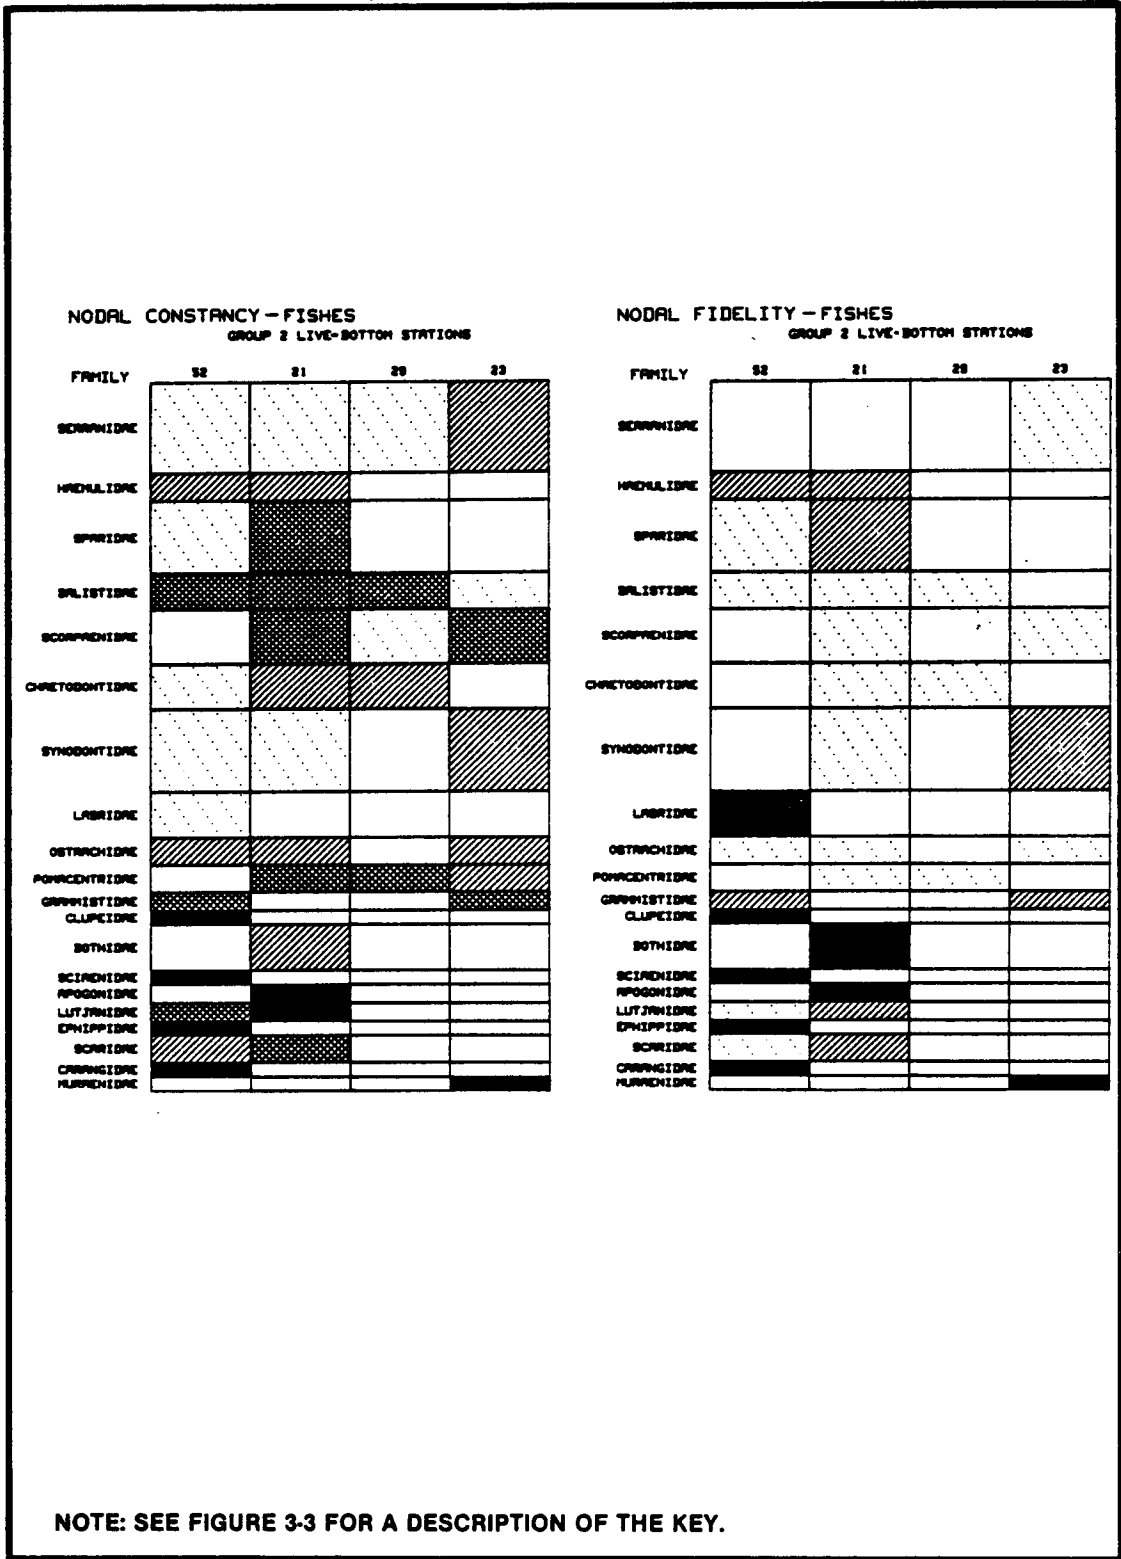 NODAL CONSTANCY-FISHES
GROUP 2 LIVE-BOTTOM STATIONS
FAMILY 52 21 29 23
SERRANIDAE
HAEMULIDAE
SPARIDAE
BALISTIDAE
SCORPAENIDAE
CHAETODONTIDAE
SYNODONTIDAE
LABRIDAE
OSTRACIIDAE
POMACENTRIDAE
GRAMMISTIDAE
CLUPEIDAE
BOTHIDAE
SCIAENIDAE
APOGONIDAE
LUTJANIDAE
EPHIPPIDAE
SCARIDAE
CARANGIDAE
MURAENIDAE
NODAL FIDELITY-FISHES
GROUP 2 LIVE-BOTTOM STATIONS
FAMILY 52 21 29 23
SERRANIDAE
HAEMULIDAE
SPARIDAE
BALISTIDAE
SCORPAENIDAE
CHAETODONTIDAE
SYNODONTIDAE
LABRIDAE
OSTRACIIDAE
POMACENTRIDAE
GRAMMISTIDAE
CLUPEIDAE
BOTHIDAE
SCIAENIDAE
APOGONIDAE
LUTJANIDAE
EPHIPPIDAE
SCARIDAE
CARANGIDAE
MURAENIDAE
NOTE: SEE FIGURE 3-3 FOR A DESCRIPTION OF THE KEY.